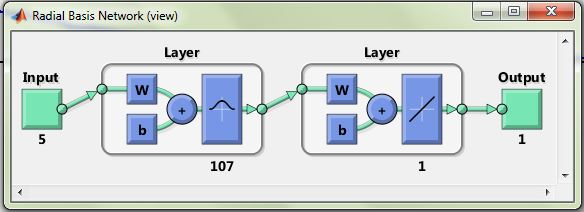 Radial Basis Network (view)
Layer Layer
Input Output
W + W +
b b
5 1
107 1